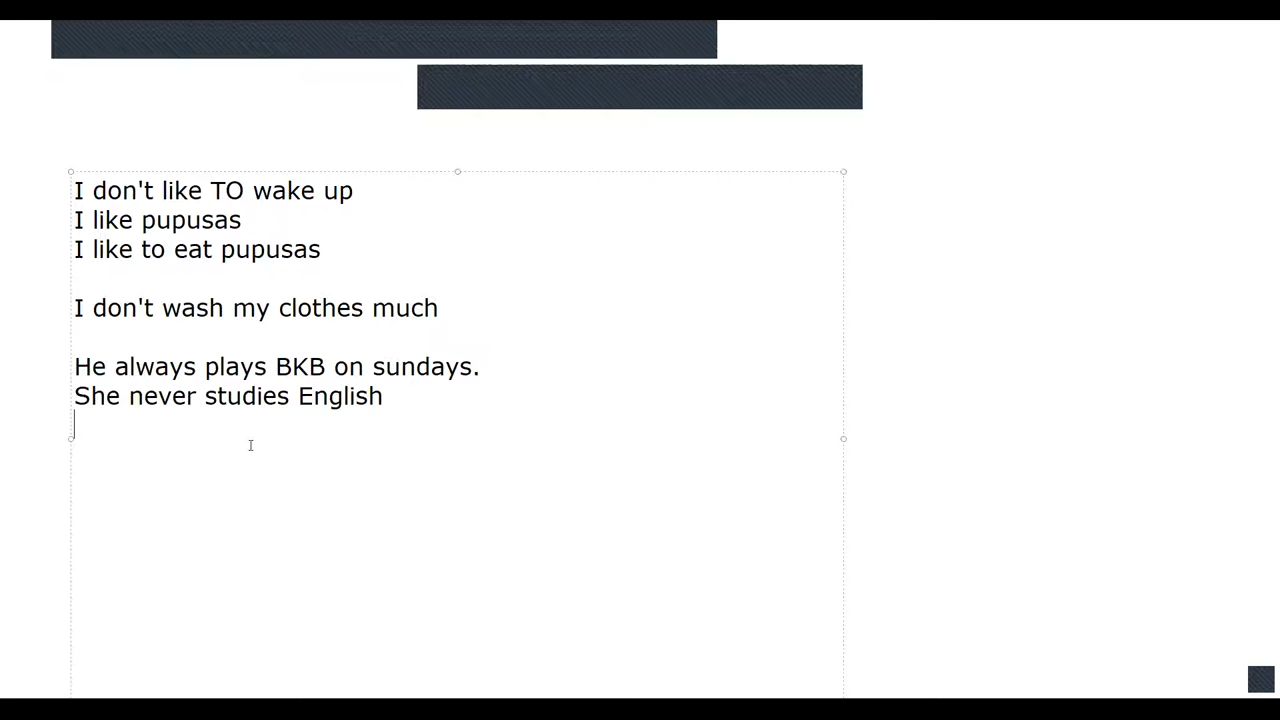 I don't like TO wake up
I like pupusas
I like to eat pupusas
I don't wash my clothes much
He always plays BKB on sundays.
She never studies English